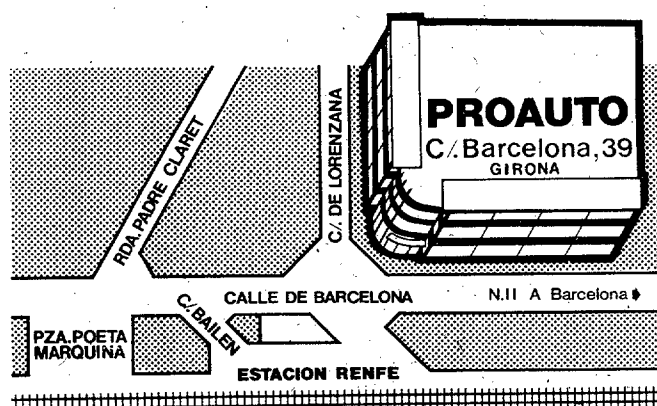 PROAUTO
C/. Barcelona, 39
GIRONA
RDA. PADRE CLARET
C/. DE LORENZANA
C/. BAILEN
CALLE DE BARCELONA
N.II A Barcelona
PZA. POETA
MARQUINA
ESTACION RENFE